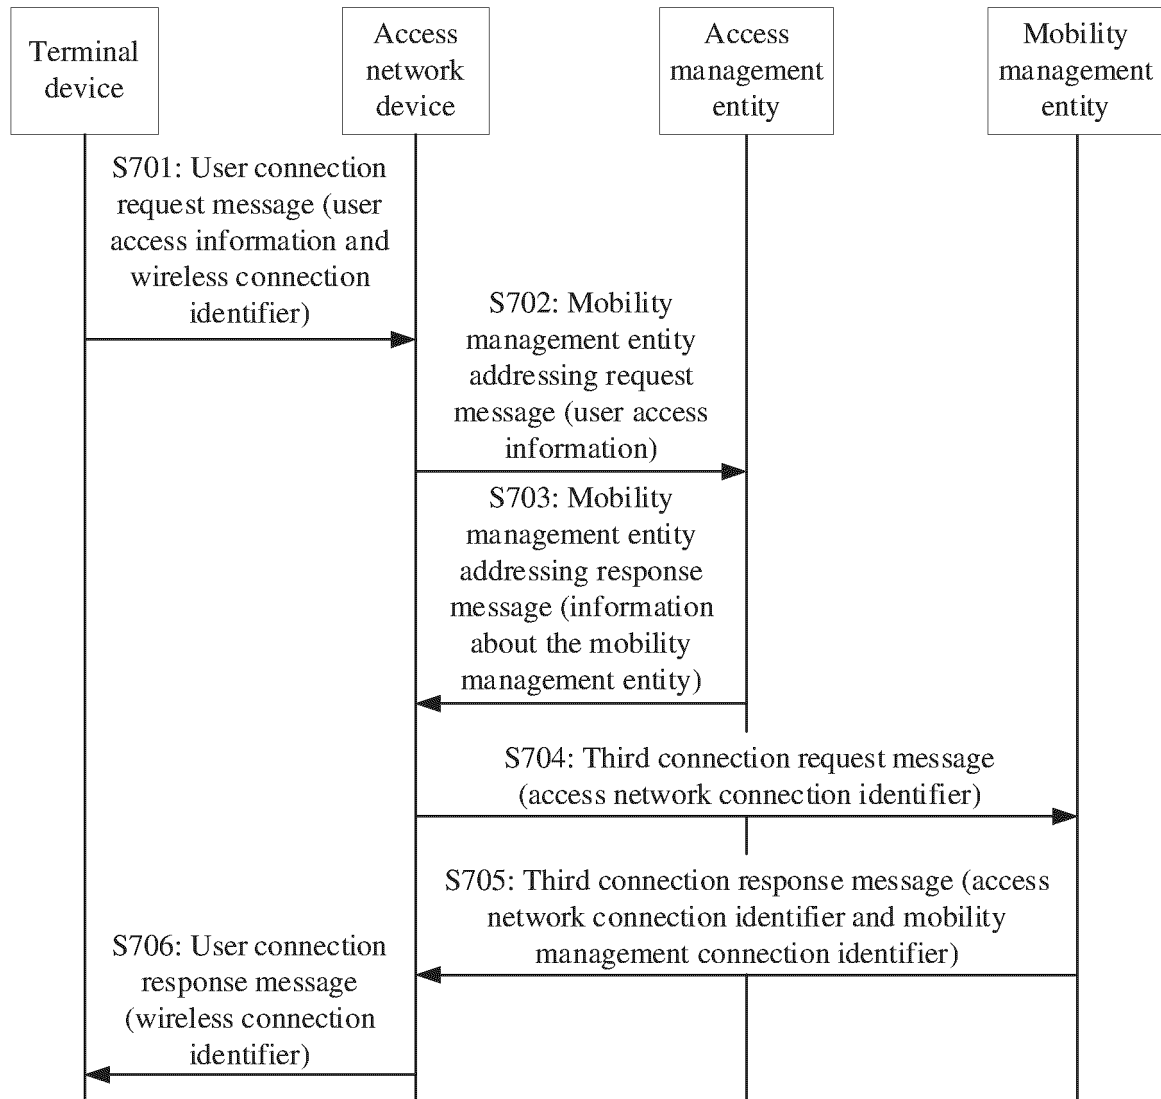 Terminal
device
Access
network
device
Access
management
entity
Mobility
management
entity
S701: User connection
request message (user
access information and
wireless connection
identifier)
S702: Mobility
management entity
addressing request
message (user access
information)
S703: Mobility
management entity
addressing response
message (information
about the mobility
management entity)
S704: Third connection request message
(access network connection identifier)
S705: Third connection response message (access
network connection identifier and mobility
management connection identifier)
S706: User connection
response message
(wireless connection
identifier)